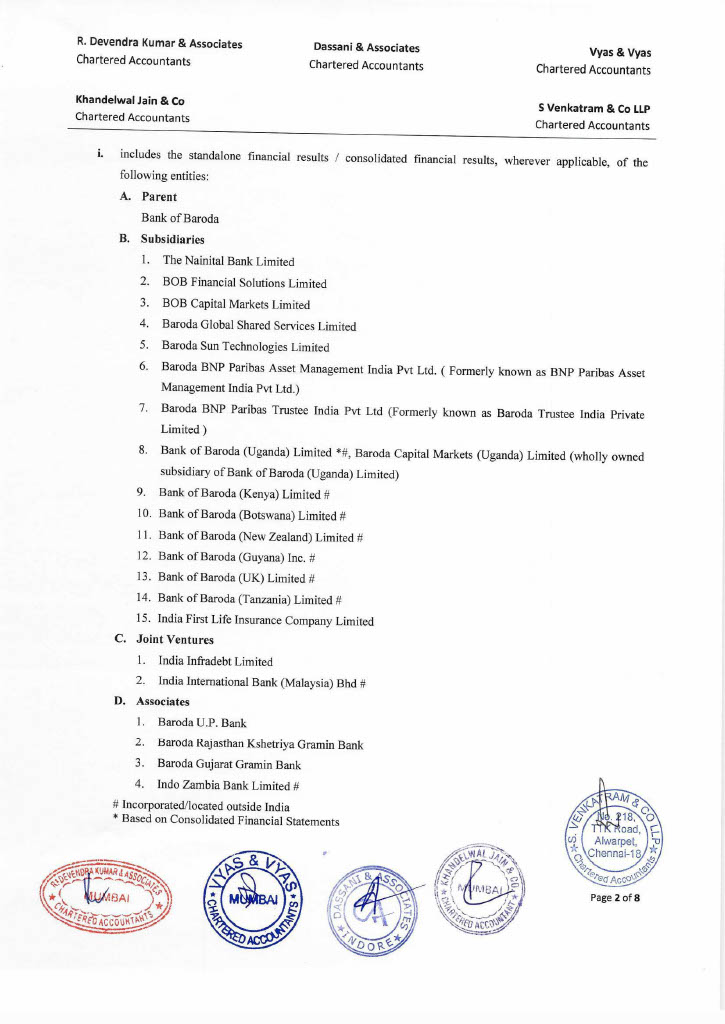 R. Devendra Kumar & Associates
Chartered Accountants
Dassani & Associates
Chartered Accountants
Vyas & Vyas
Chartered Accountants
Khandelwal Jain & Co
Chartered Accountants
S Venkatram & Co LLP
Chartered Accountants
i. includes the standalone financial results / consolidated financial results, wherever applicable, of the
following entities:
A. Parent
Bank of Baroda
B. Subsidiaries
1. The Nainital Bank Limited
2. BOB Financial Solutions Limited
3. BOB Capital Markets Limited
4. Baroda Global Shared Services Limited
5. Baroda Sun Technologies Limited
6. Baroda BNP Paribas Asset Management India Pvt Ltd. ( Formerly known as BNP Paribas Asset
Management India Pvt Ltd.)
7. Baroda BNP Paribas Trustee India Pvt Ltd (Formerly known as Baroda Trustee India Private
Limited )
8. Bank of Baroda (Uganda) Limited *#, Baroda Capital Markets (Uganda) Limited (wholly owned
subsidiary of Bank of Baroda (Uganda) Limited)
9. Bank of Baroda (Kenya) Limited #
10. Bank of Baroda (Botswana) Limited #
11. Bank of Baroda (New Zealand) Limited #
12. Bank of Baroda (Guyana) Inc. #
13. Bank of Baroda (UK) Limited #
14. Bank of Baroda (Tanzania) Limited #
15. India First Life Insurance Company Limited
C. Joint Ventures
1. India Infradebt Limited
2. India International Bank (Malaysia) Bhd #
D. Associates
1. Baroda U.P. Bank
2. Baroda Rajasthan Kshetriya Gramin Bank
3. Baroda Gujarat Gramin Bank
4. Indo Zambia Bank Limited #
# Incorporated/located outside India
* Based on Consolidated Financial Statements
S. VENKATRAM & CO LLP
No. 218,
TTK Road,
Alwarpet,
Chennai-18
Chartered Accountants
R. DEVENDRA KUMAR & ASSOCIATES
MUMBAI
CHARTERED ACCOUNTANTS
VYAS & VYAS
MUMBAI
CHARTERED ACCOUNTANTS
DASSANI & ASSOCIATES
CA
INDORE
KHANDELWAL JAIN & CO.
MUMBAI
CHARTERED ACCOUNTANTS
Page 2 of 8